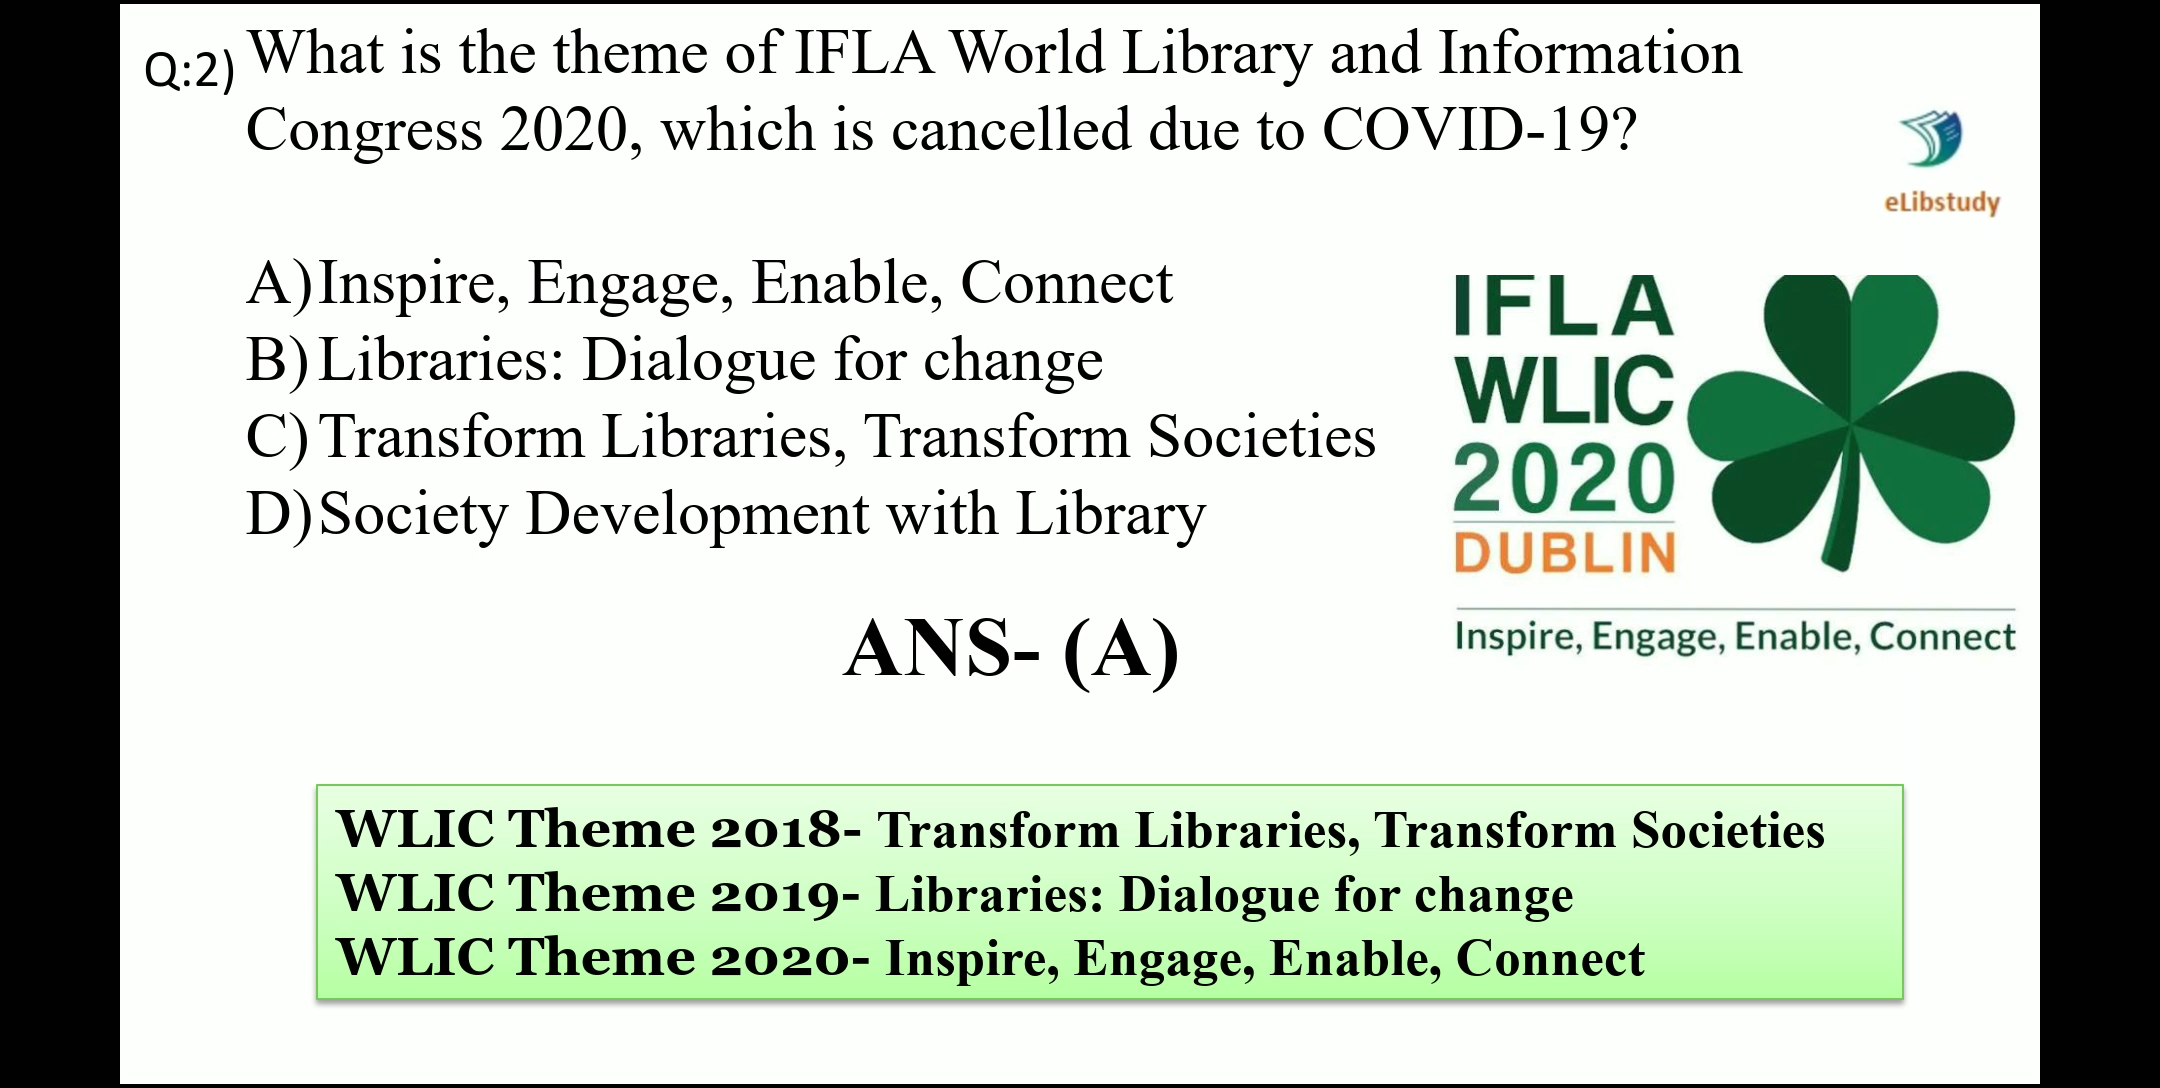 Q:2) What is the theme of IFLA World Library and Information
Congress 2020, which is cancelled due to COVID-19?
eLibstudy
A) Inspire, Engage, Enable, Connect
B) Libraries: Dialogue for change
C) Transform Libraries, Transform Societies
D) Society Development with Library
IFLA
WLIC
2020
DUBLIN
Inspire, Engage, Enable, Connect
ANS- (A)
WLIC Theme 2018- Transform Libraries, Transform Societies
WLIC Theme 2019- Libraries: Dialogue for change
WLIC Theme 2020- Inspire, Engage, Enable, Connect